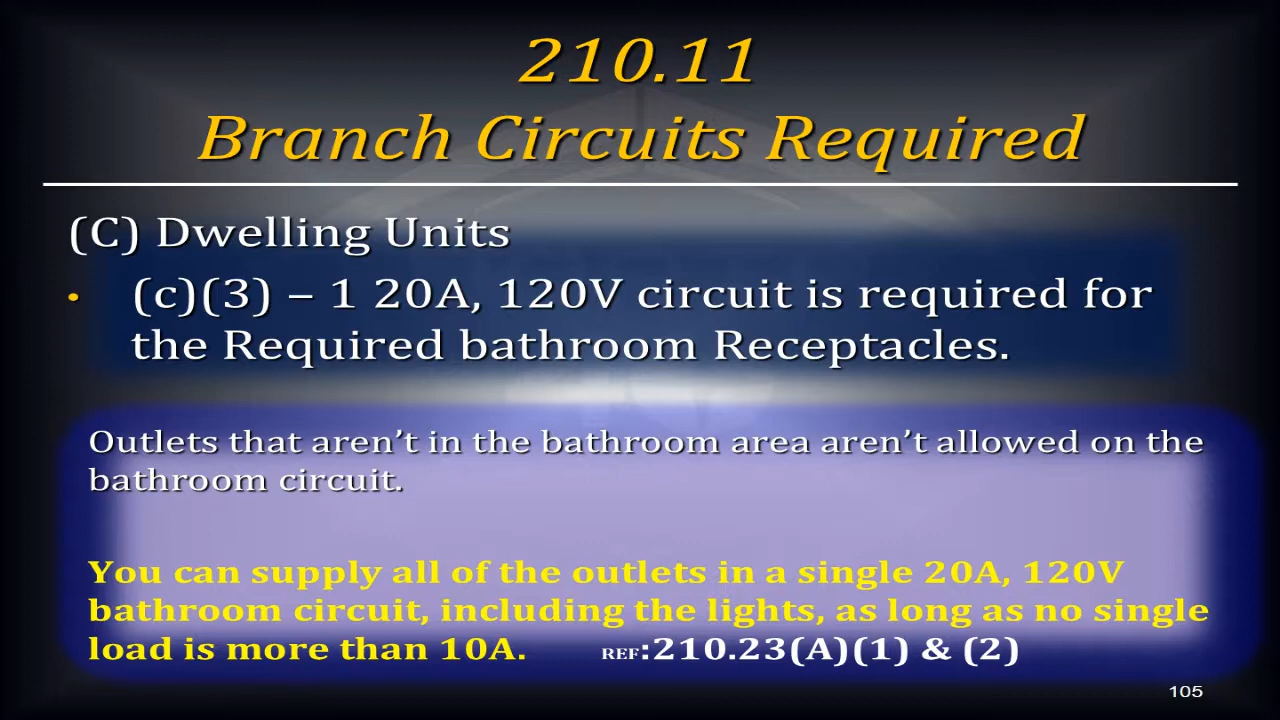 210.11
Branch Circuits Required
(C) Dwelling Units
• (c)(3) – 1 20A, 120V circuit is required for
the Required bathroom Receptacles.
Outlets that aren’t in the bathroom area aren’t allowed on the
bathroom circuit.
You can supply all of the outlets in a single 20A, 120V
bathroom circuit, including the lights, as long as no single
load is more than 10A. REF:210.23(A)(1) & (2)
105